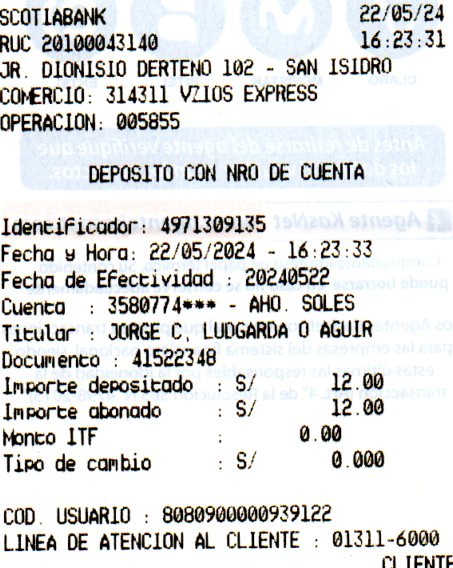 SCOTIABANK 22/05/24
RUC 20100043140 16:23:31
JR. DIONISIO DERTENO 102 - SAN ISIDRO
COMERCIO: 314311 VZIOS EXPRESS
OPERACION: 005855
DEPOSITO CON NRO DE CUENTA
Identificador: 4971309135
Fecha y Hora: 22/05/2024 - 16:23:33
Fecha de Efectividad : 20240522
Cuenta : 3580774*** - AHO. SOLES
Titular : JORGE C, LUDGARDA O AGUIR
Documento : 41522348
Importe depositado : S/ 12.00
Importe abonado : S/ 12.00
Monto ITF : 0.00
Tipo de cambio : S/ 0.000
COD. USUARIO : 8080900000939122
LINEA DE ATENCION AL CLIENTE : 01311-6000
CLIENTE